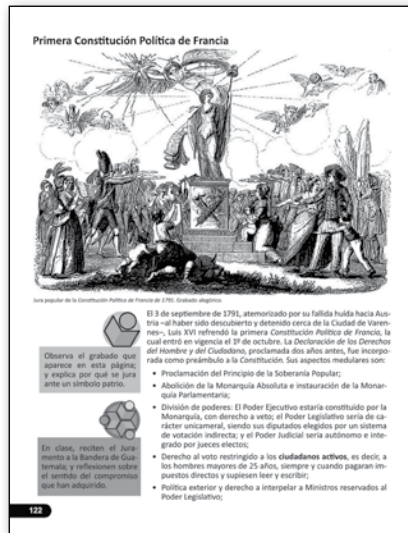 Primera Constitución Política de Francia
Jura popular de la Constitución Política de Francia de 1791. Grabado alegórico.
Observa el grabado que
aparece en esta página;
y explica por qué se jura
ante un símbolo patrio.
En clase, reciten el Jura-
mento a la Bandera de Gua-
temala; y reflexionen sobre
el sentido del compromiso
que han adquirido.
El 3 de septiembre de 1791, atemorizado por su fallida huída hacia Aus-
tria –al haber sido descubierto y detenido cerca de la Ciudad de Varen-
nes–, Luis XVI refrendó la primera Constitución Política de Francia, la
cual entró en vigencia el 1º de octubre. La Declaración de los Derechos
del Hombre y del Ciudadano, proclamada dos años antes, fue incorpo-
rada como preámbulo a la Constitución. Sus aspectos medulares son:
• Proclamación del Principio de la Soberanía Popular;
• Abolición de la Monarquía Absoluta e instauración de la Monar-
quía Parlamentaria;
• División de poderes: El Poder Ejecutivo estaría constituido por la
Monarquía, con derecho a veto; el Poder Legislativo sería de ca-
rácter unicameral, siendo sus diputados elegidos por un sistema
de votación indirecta; y el Poder Judicial sería autónomo e inte-
grado por jueces electos;
• Derecho al voto restringido a los ciudadanos activos, es decir, a
los hombres mayores de 25 años, siempre y cuando pagaran im-
puestos directos y supiesen leer y escribir;
• Política exterior y derecho a interpelar a Ministros reservados al
Poder Legislativo;
122